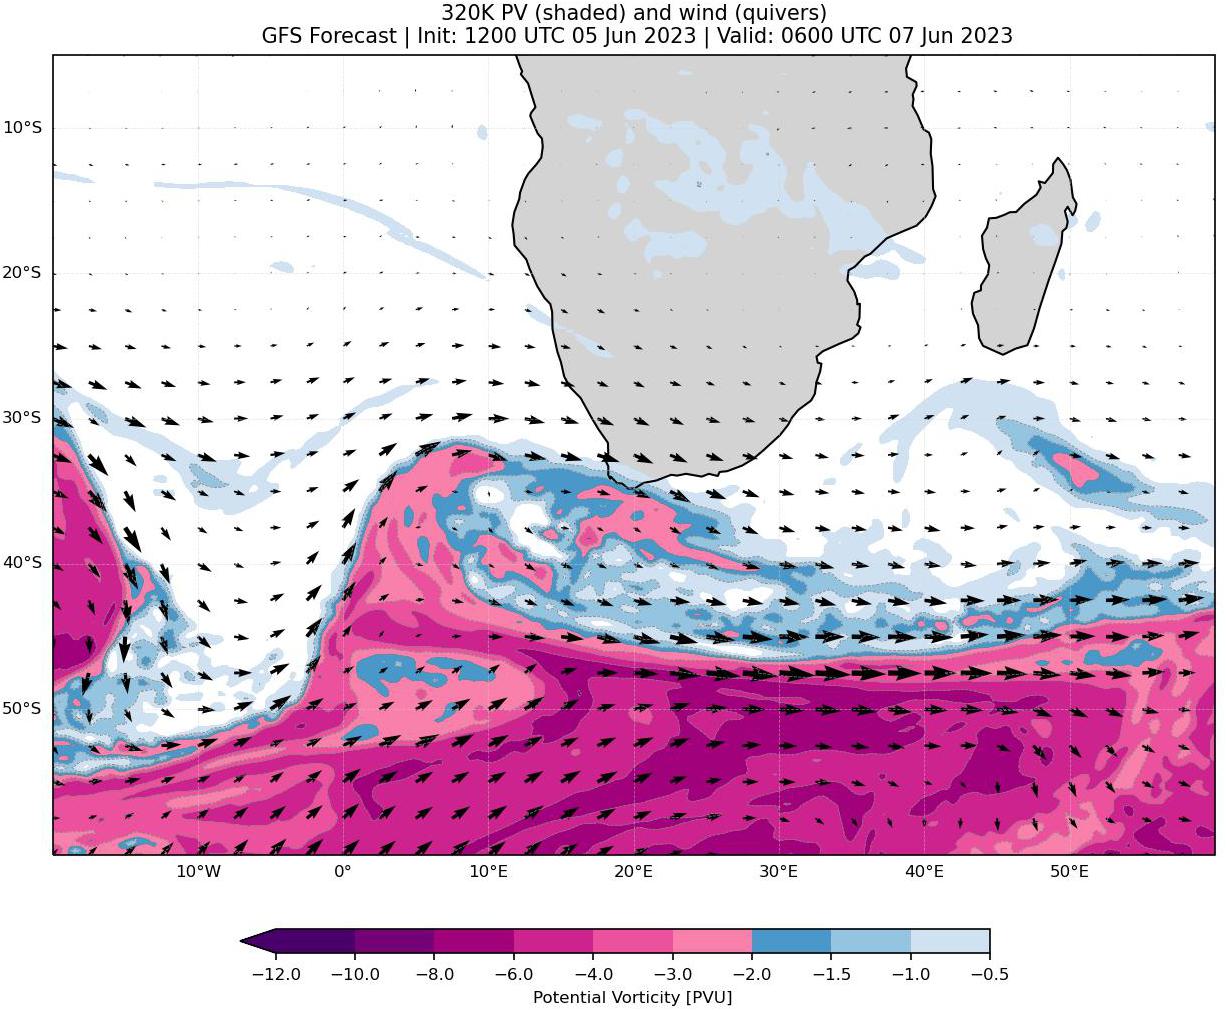 320K PV (shaded) and wind (quivers)
GFS Forecast | Init: 1200 UTC 05 Jun 2023 | Valid: 0600 UTC 07 Jun 2023
10°S
20°S
30°S
40°S
50°S
10°W 0° 10°E 20°E 30°E 40°E 50°E
−12.0 −10.0 −8.0 −6.0 −4.0 −3.0 −2.0 −1.5 −1.0 −0.5
Potential Vorticity [PVU]